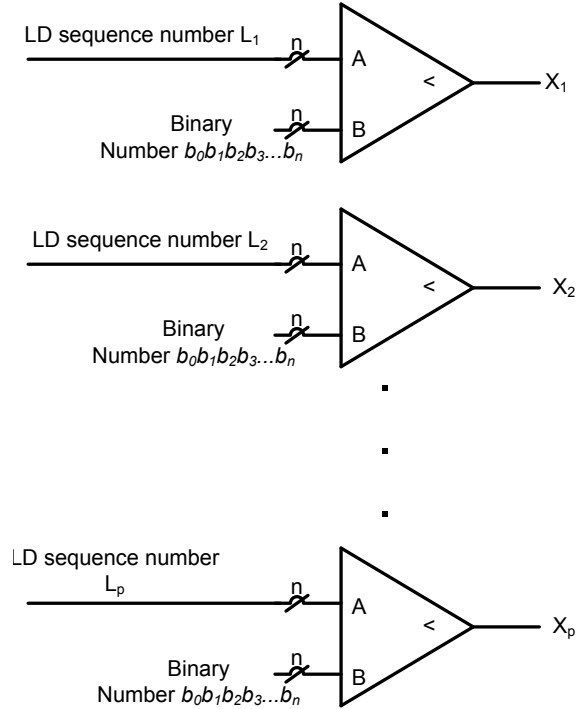 LD sequence number L₁
n
A
<
X₁
n
B
Binary
Number b₀b₁b₂b₃...bₙ
LD sequence number L₂
n
A
<
X₂
n
B
Binary
Number b₀b₁b₂b₃...bₙ
LD sequence number
Lₚ
n
A
<
Xₚ
n
B
Binary
Number b₀b₁b₂b₃...bₙ